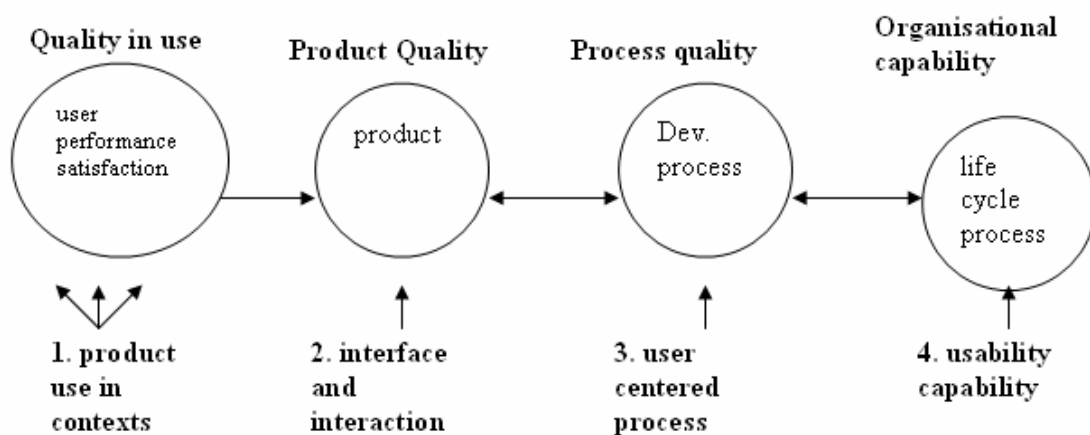 Quality in use
Product Quality
Process quality
Organisational
capability
user
performance
satisfaction
product
Dev.
process
life
cycle
process
1. product
use in
contexts
2. interface
and
interaction
3. user
centered
process
4. usability
capability